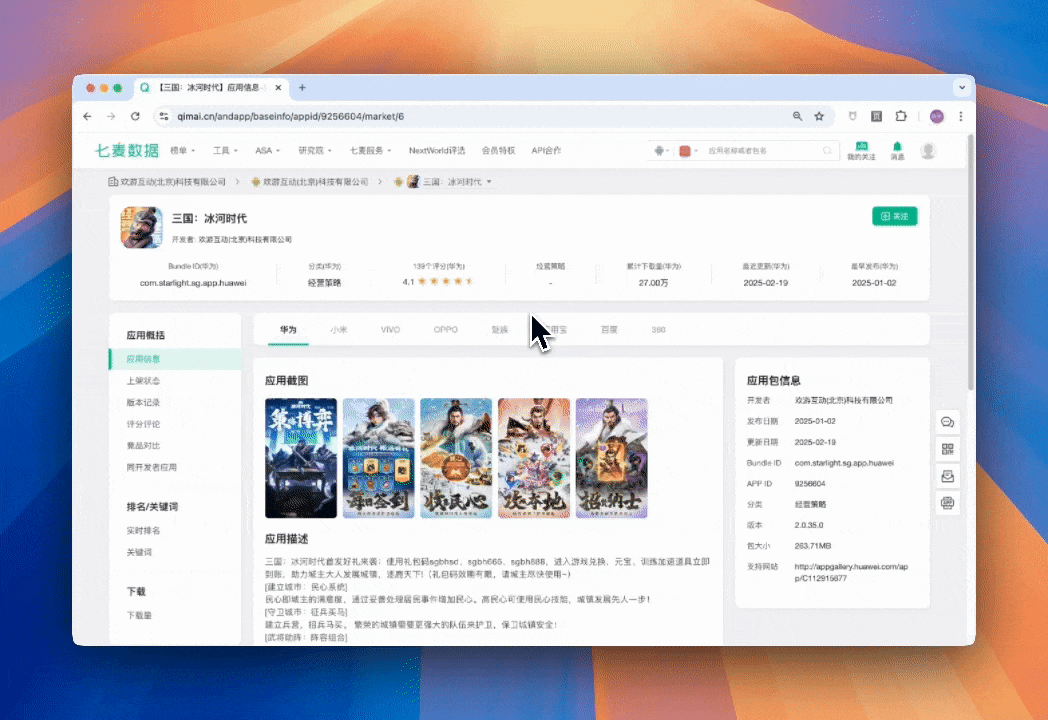 【三国：冰河时代】应用信息
qimai.cn/andapp/baseinfo/appid/9256604/market/6
七麦数据 榜单 工具 ASA 研究院 七麦服务 NextWorld评选 会员特权 API合作 应用名称或者包名 我的关注 消息
欢游互动(北京)科技有限公司 > 欢游互动(北京)科技有限公司 > 三国：冰河时代
三国：冰河时代
关注
开发者: 欢游互动(北京)科技有限公司
Bundle ID(华为) 分类(华为) 139个评分(华为) 经营策略 累计下载量(华为) 最近更新(华为) 最早发布(华为)
com.starlight.sg.app.huawei 经营策略 4.1 - 27.00万 2025-02-19 2025-01-02
华为 小米 VIVO OPPO 魅族 用宝 百度 360
应用概括
应用信息
上架状态
版本记录
评分评论
竞品对比
同开发者应用
排名/关键词
实时排名
关键词
下载
下载量
应用截图
每日签到
应用描述
三国：冰河时代首发好礼来袭：使用礼包码sgbhsd、sgbh666、sgbh888，进入游戏兑换，元宝、训练加速道具立即
到账，助力城主大人发展城镇，逐鹿天下!（礼包码效期有限，请城主尽快使用~）
[建立城市：民心系统]
民心即城主的满意度，通过妥善处理居民事件增加民心。高民心可使用民心技能，城镇发展先人一步！
[守卫城市：征兵买马]
建立兵营，招兵马买， 繁荣的城镇需要更强大的队伍来护卫，保卫城镇安全!
[武将助阵：阵容组合]
应用包信息
开发者 欢游互动(北京)科技有限公司
发布日期 2025-01-02
更新日期 2025-02-19
Bundle ID com.starlight.sg.app.huawei
APP ID 9256604
分类 经营策略
版本 2.0.35.0
包大小 263.71MB
支持网站 http://appgallery.huawei.com/ap
p/C112915677